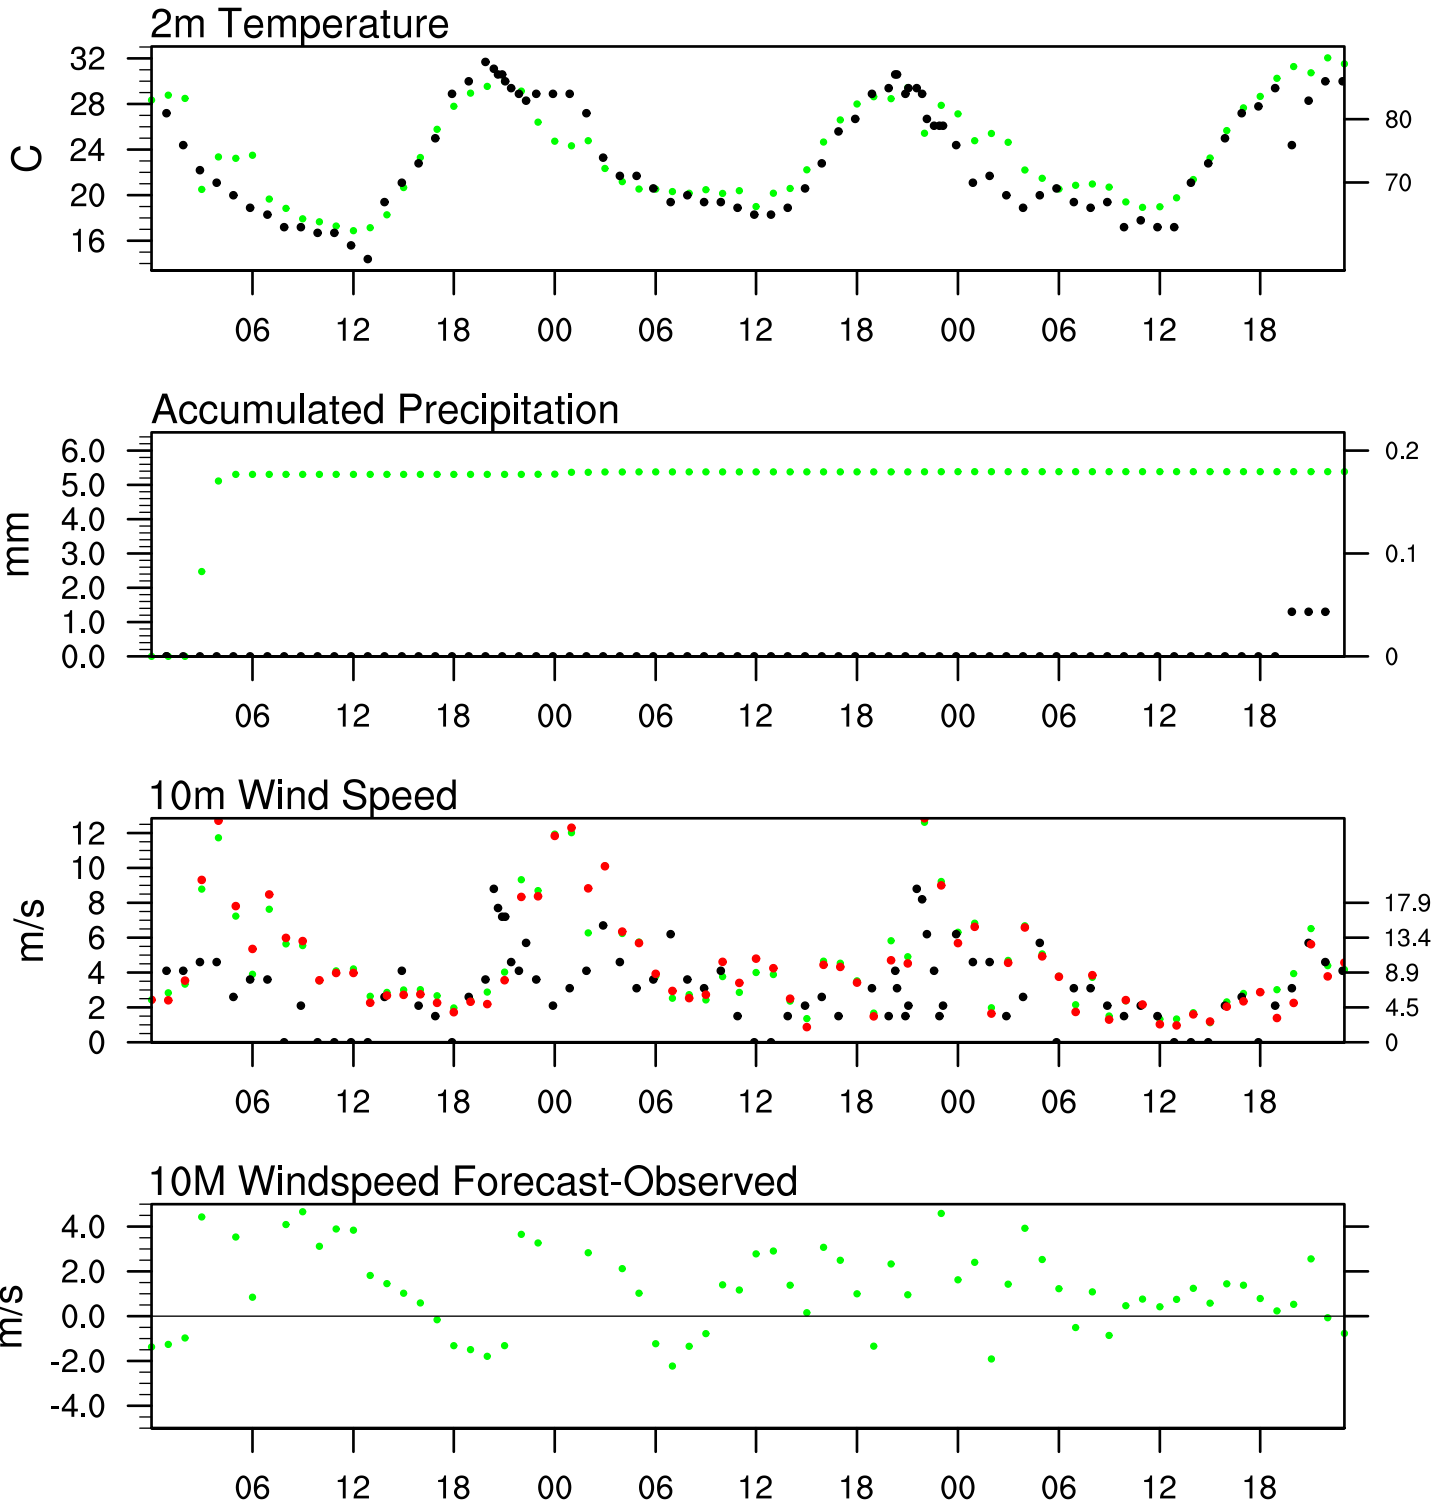 2m Temperature
32
28
24
20
16
C
80
70
06 12 18 00 06 12 18 00 06 12 18
Accumulated Precipitation
6.0
5.0
4.0
3.0
2.0
1.0
0.0
mm
0.2
0.1
0
06 12 18 00 06 12 18 00 06 12 18
10m Wind Speed
12
10
8
6
4
2
0
m/s
17.9
13.4
8.9
4.5
0
06 12 18 00 06 12 18 00 06 12 18
10M Windspeed Forecast-Observed
4.0
2.0
0.0
-2.0
-4.0
m/s
06 12 18 00 06 12 18 00 06 12 18